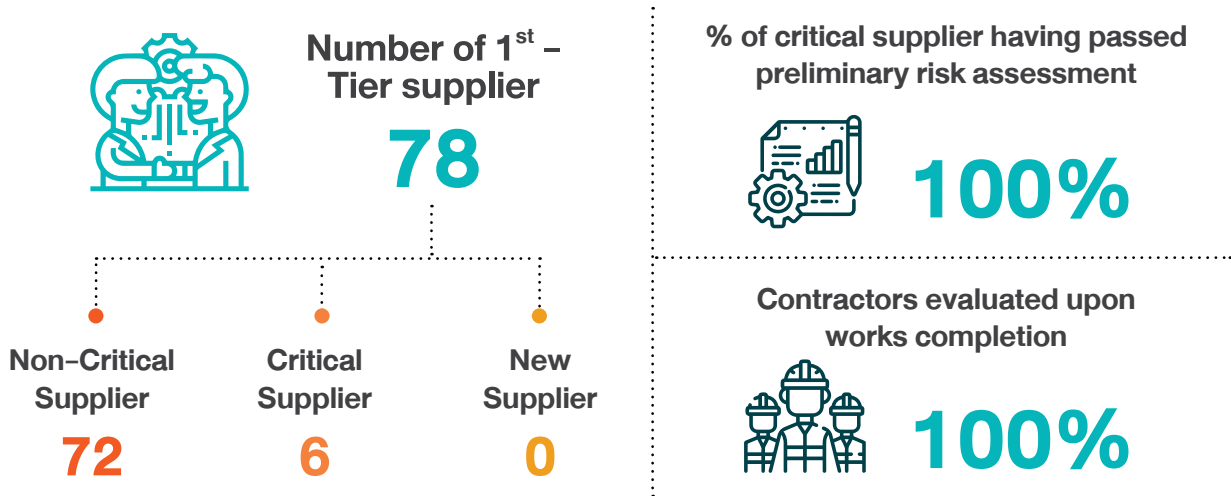 Number of 1st –
Tier supplier
78
Non–Critical
Supplier
72
Critical
Supplier
6
New
Supplier
0
% of critical supplier having passed
preliminary risk assessment
100%
Contractors evaluated upon
works completion
100%